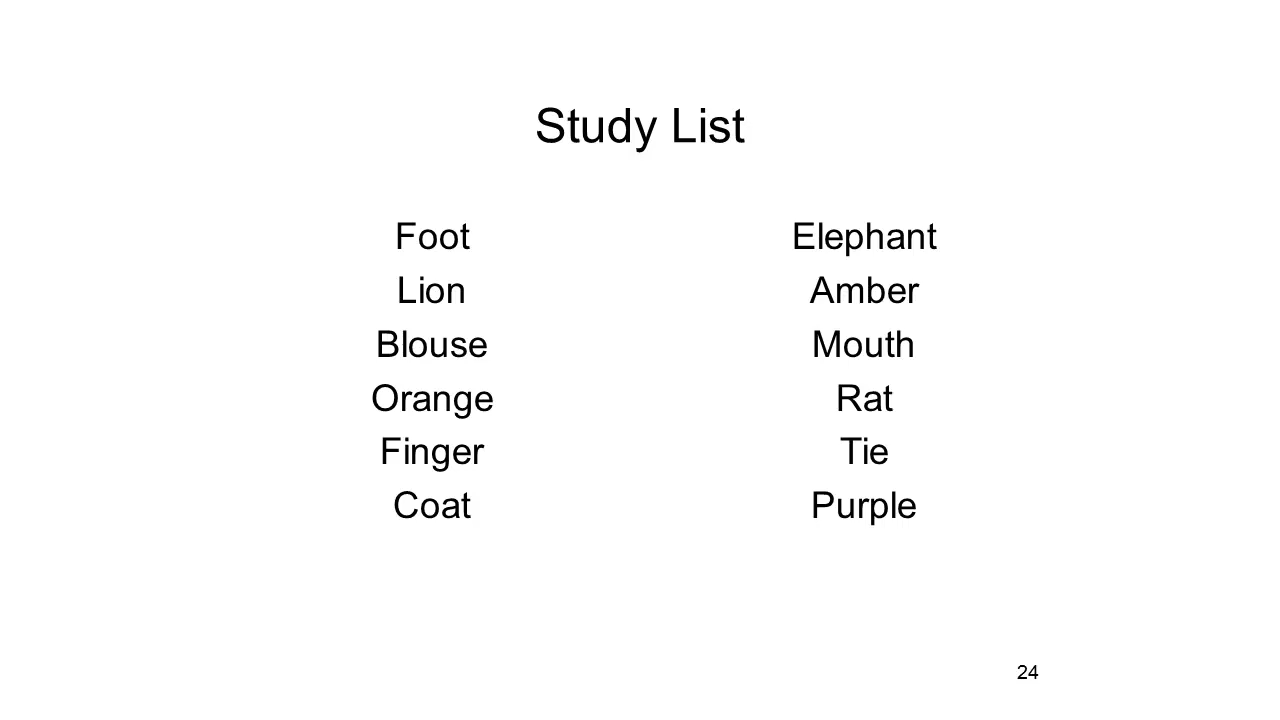 Study List
Foot
Lion
Blouse
Orange
Finger
Coat
Elephant
Amber
Mouth
Rat
Tie
Purple
24